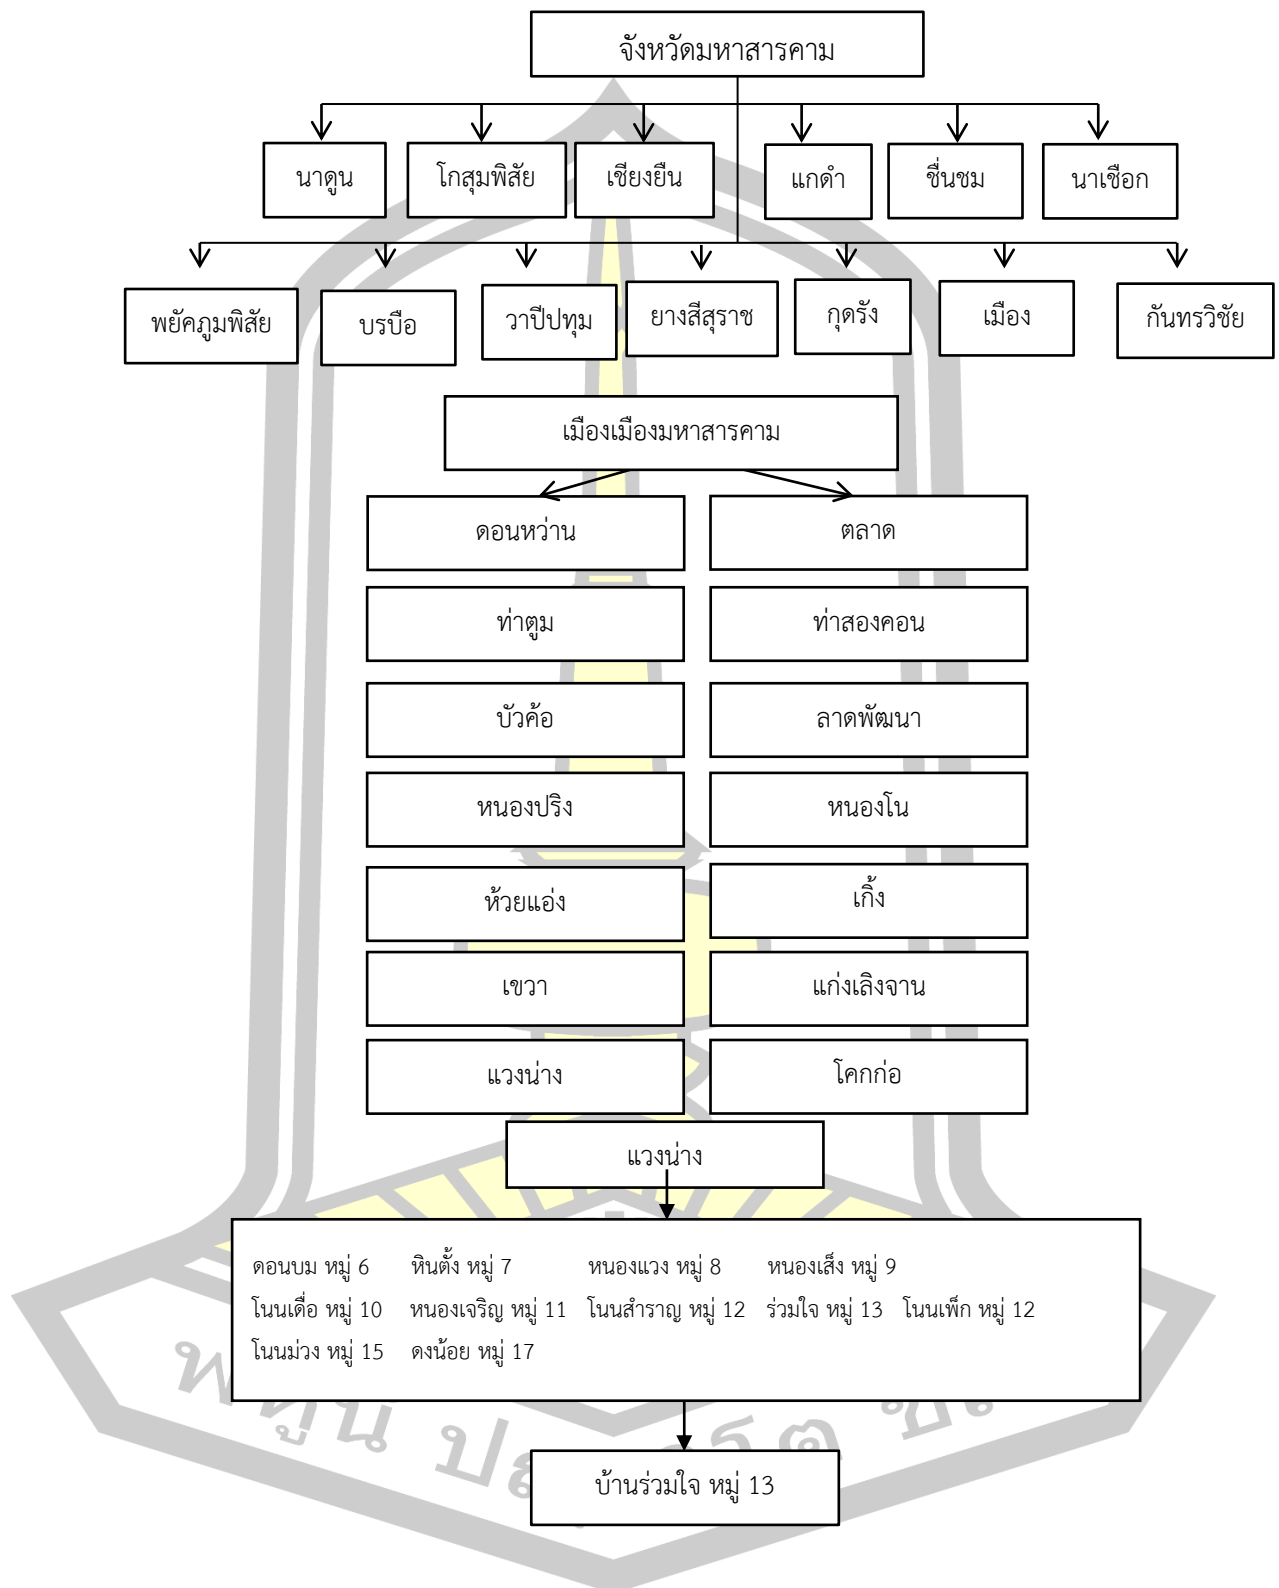 จังหวัดมหาสารคาม
นาดูน โกสุมพิสัย เชียงยืน แกดำ ชื่นชม นาเชือก
พยัคภูมพิสัย บรบือ วาปีปทุม ยางสีสุราช กุดรัง เมือง กันทรวิชัย
เมืองเมืองมหาสารคาม
ดอนหว่าน ตลาด
ท่าตูม ท่าสองคอน
บัวค้อ ลาดพัฒนา
หนองปริง หนองโน
ห้วยแอ่ง เกิ้ง
เขวา แก่งเลิงจาน
แวงน่าง โคกก่อ
แวงน่าง
ดอนบม หมู่ 6 หินตั้ง หมู่ 7 หนองแวง หมู่ 8 หนองเส็ง หมู่ 9
โนนเดื่อ หมู่ 10 หนองเจริญ หมู่ 11 โนนสำราญ หมู่ 12 ร่วมใจ หมู่ 13 โนนเพ็ก หมู่ 12
โนนม่วง หมู่ 15 ดงน้อย หมู่ 17
บ้านร่วมใจ หมู่ 13